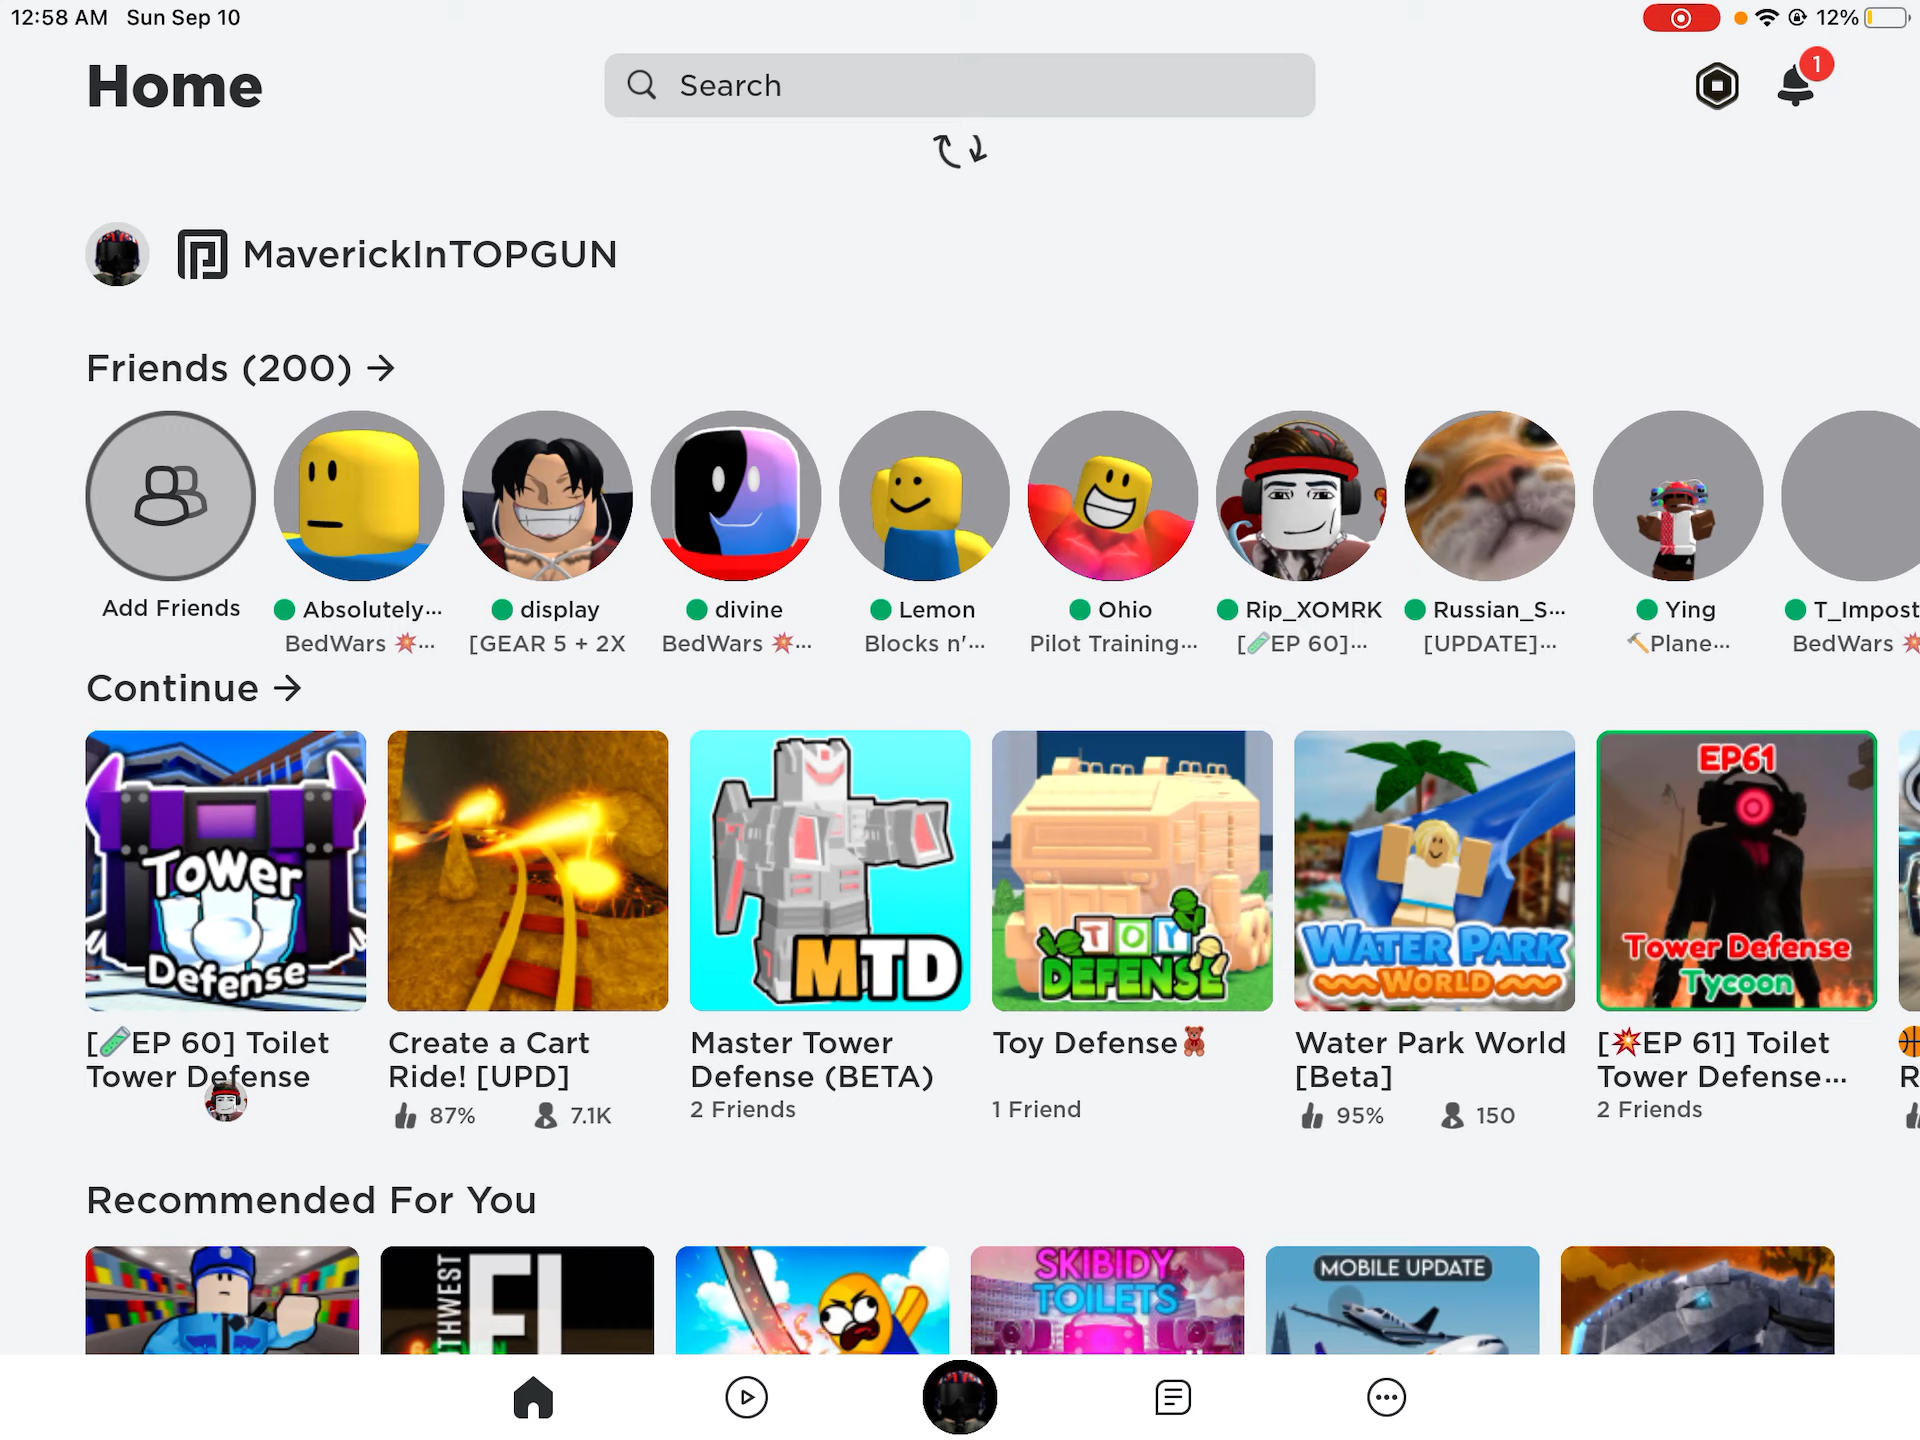 12:58 AM Sun Sep 10
12%
Home
Search
1
MaverickInTOPGUN
Friends (200) →
Add Friends
Absolutely...
BedWars 💥...
display
[GEAR 5 + 2X
divine
BedWars 💥...
Lemon
Blocks n'...
Ohio
Pilot Training...
Rip_XOMRK
[🧪EP 60]...
Russian_S...
[UPDATE]...
Ying
🔨Plane...
T_Impost
BedWars 💥
Continue →
Tower
Defense
MTD
TOY
DEFENSE
WATER PARK
WORLD
EP61
Tower Defense
Tycoon
[🧪EP 60] Toilet
Tower Defense
Create a Cart
Ride! [UPD]
87% 7.1K
Master Tower
Defense (BETA)
2 Friends
Toy Defense🧸
1 Friend
Water Park World
[Beta]
95% 150
[💥EP 61] Toilet
Tower Defense...
2 Friends
🏀
R
Recommended For You
THWEST
SKIBIDY
TOILETS
MOBILE UPDATE